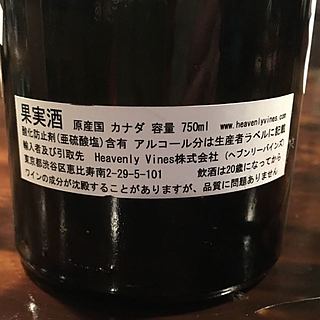 果実酒 原産国 カナダ 容量 750ml www.heavenlyvines.com
酸化防止剤(亜硫酸塩)含有 アルコール分は生産者ラベルに記載
輸入者及び引取先 Heavenly Vines株式会社 (ヘブンリーバインズ)
東京都渋谷区恵比寿南2-29-5-101 飲酒は20歳になってから
ワインの成分が沈殿することがありますが、品質に問題ありません